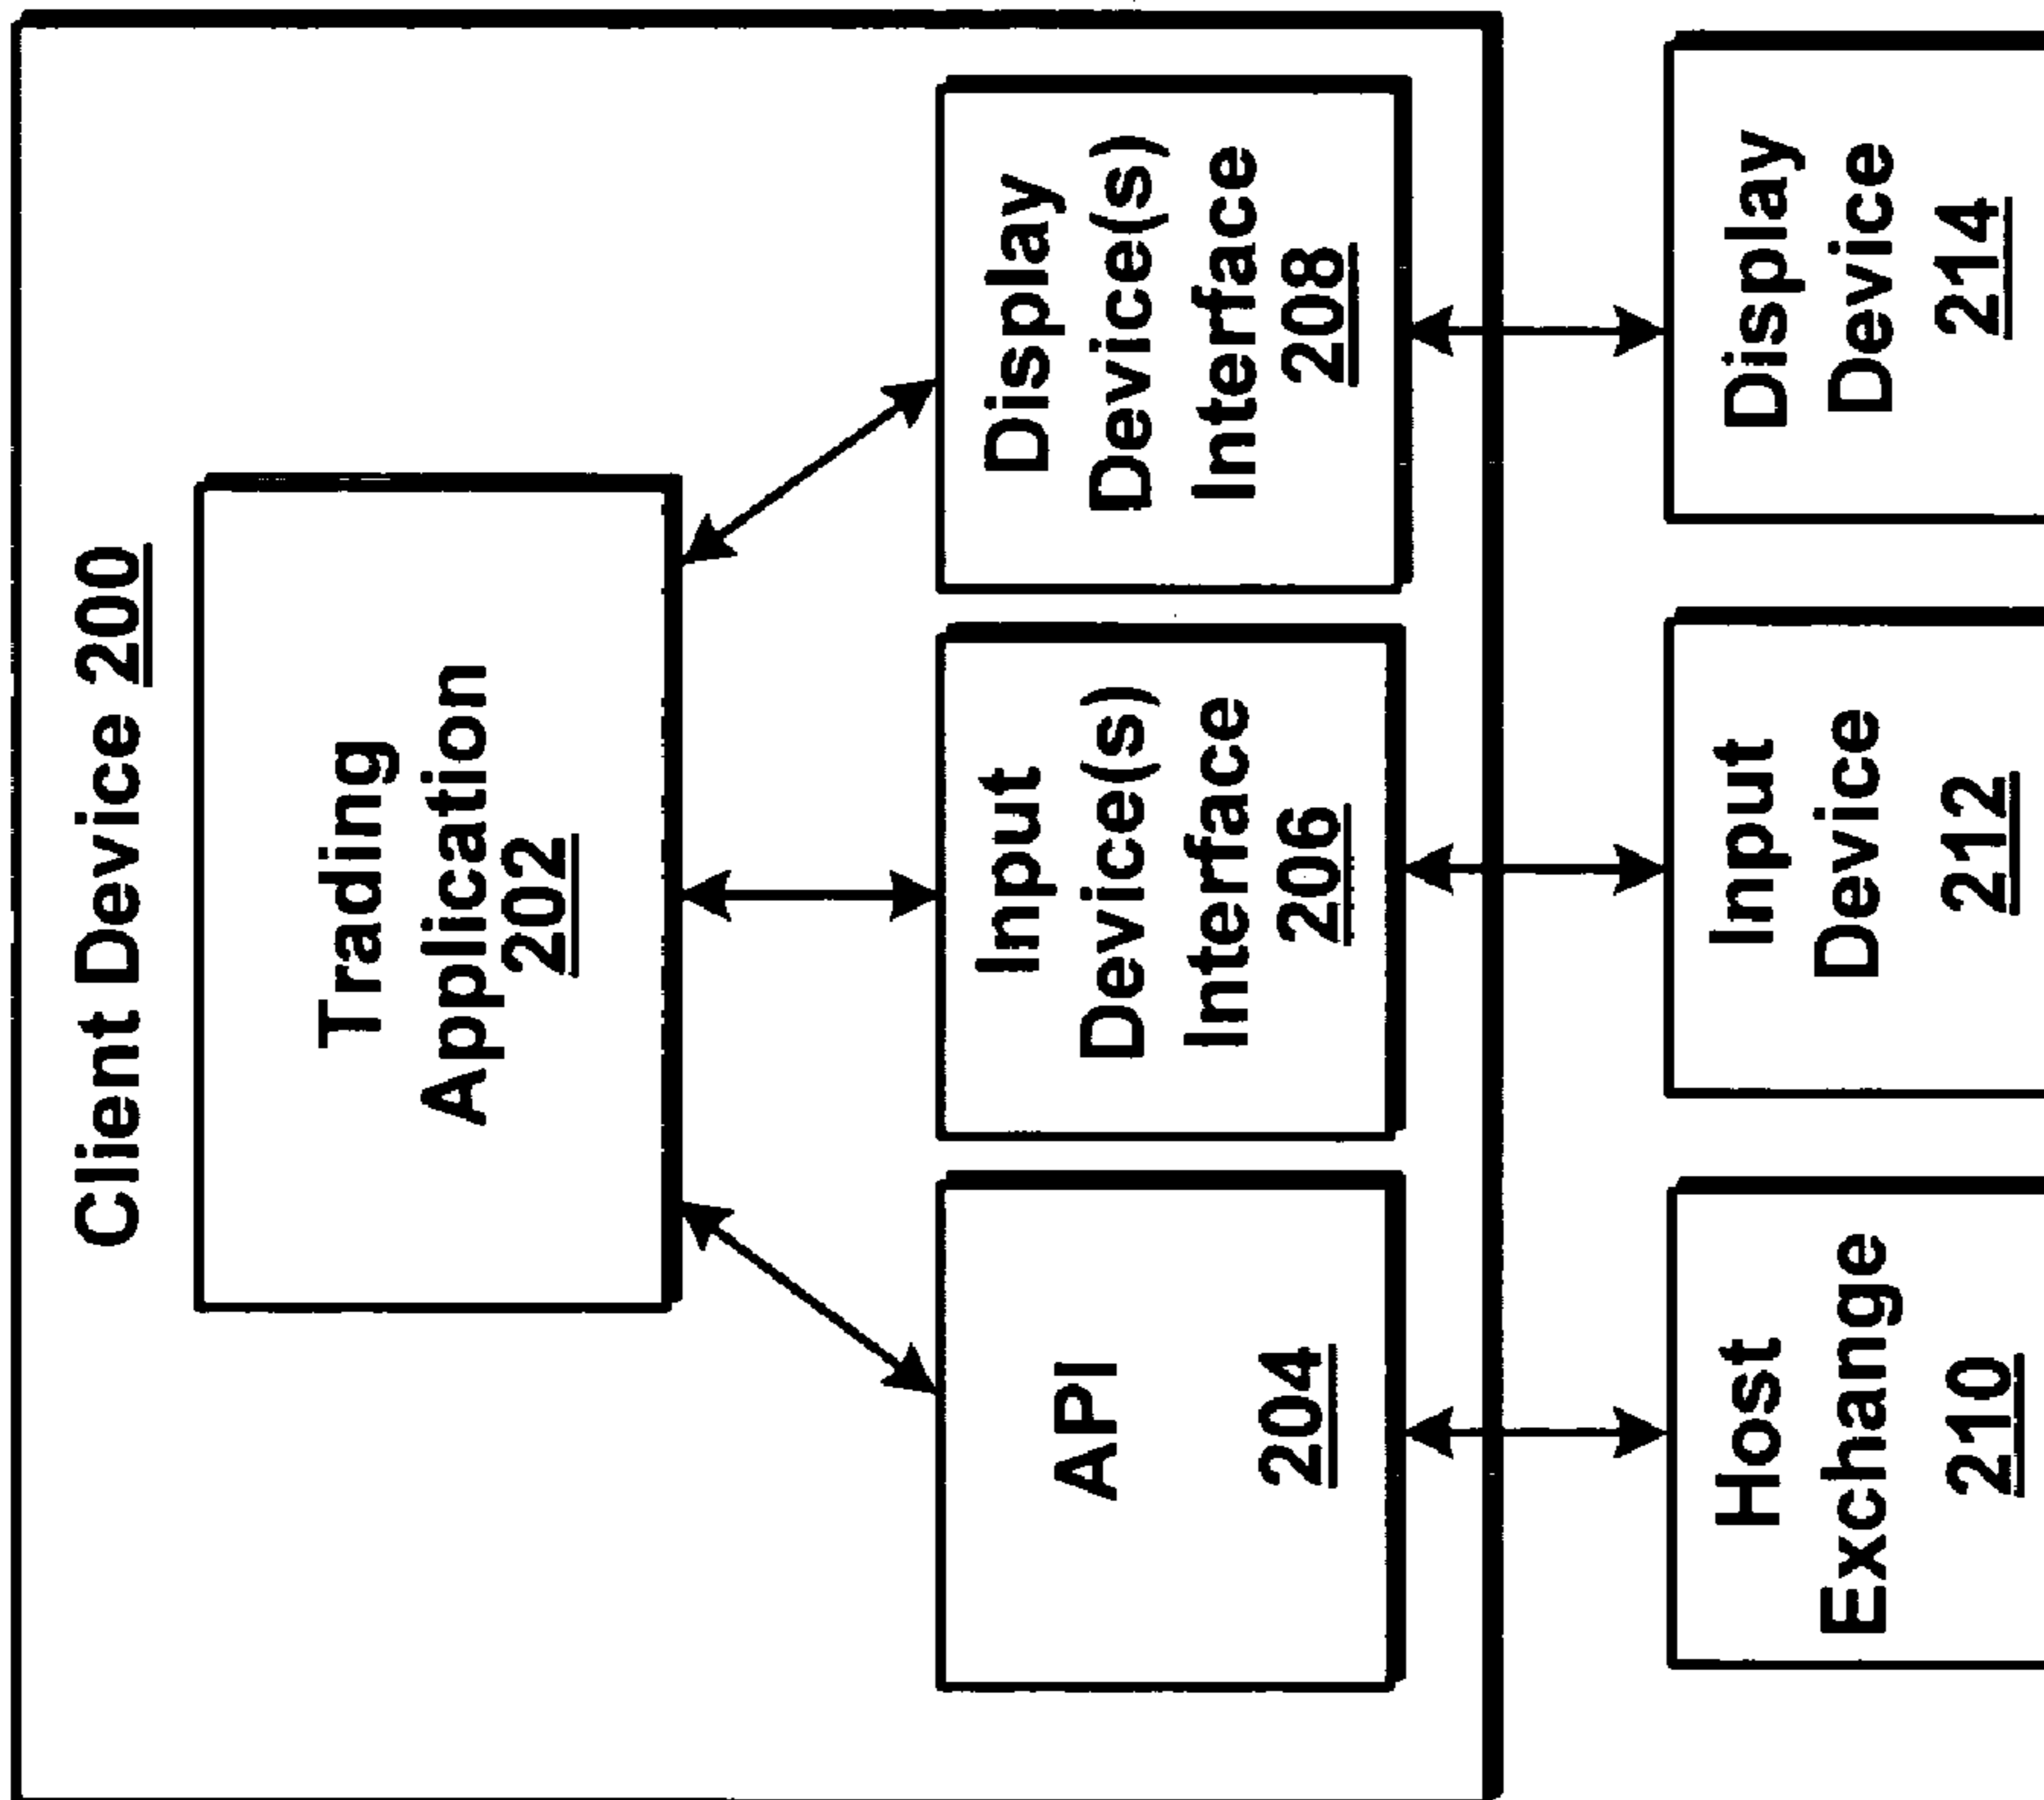 Client Device 200
Trading
Application
202
API
204
Input
Device(s)
Interface
206
Display
Device(s)
Interface
208
Host
Exchange
210
Input
Device
212
Display
Device
214